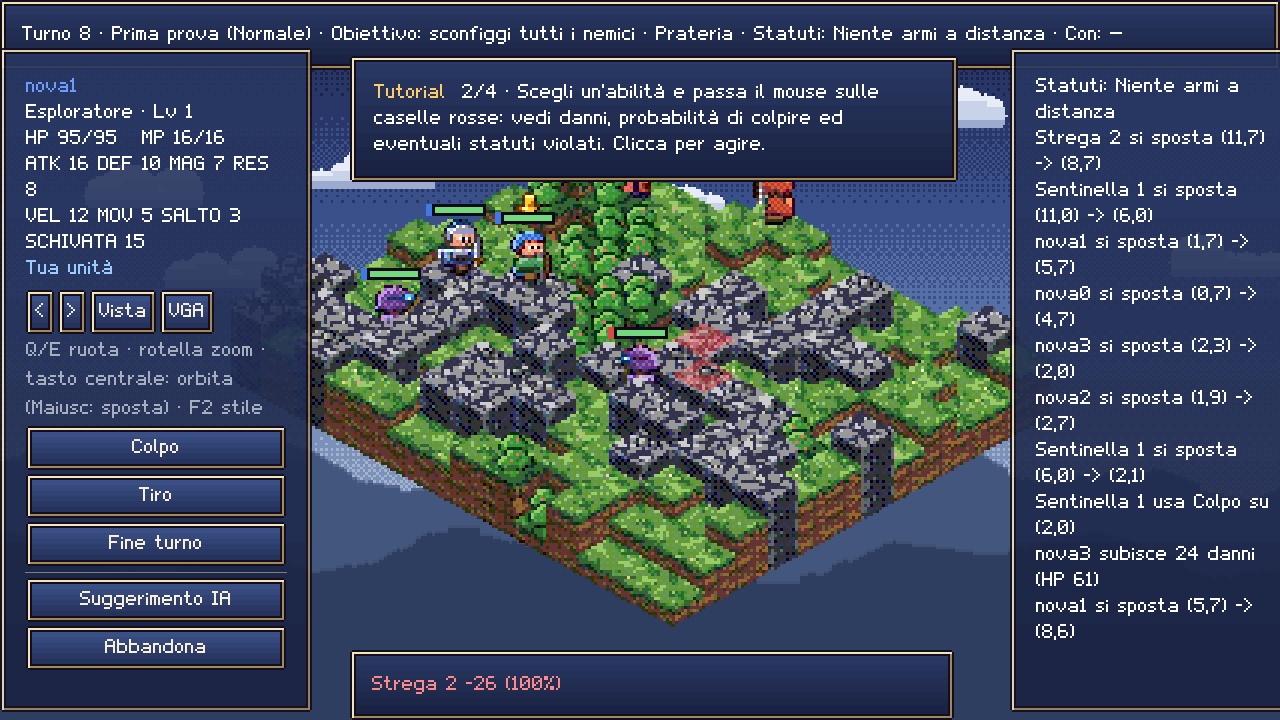 Turno 8 · Prima prova (Normale) · Obiettivo: sconfiggi tutti i nemici · Prateria · Statuti: Niente armi a distanza · Con: —
nova1
Esploratore · Lv 1
HP 95/95 MP 16/16
ATK 16 DEF 10 MAG 7 RES
8
VEL 12 MOV 5 SALTO 3
SCHIVATA 15
Tua unità
< > Vista VGA
Q/E ruota · rotella zoom ·
tasto centrale: orbita
(Maiusc: sposta) · F2 stile
Colpo
Tiro
Fine turno
Suggerimento IA
Abbandona
Tutorial 2/4 · Scegli un'abilità e passa il mouse sulle
caselle rosse: vedi danni, probabilità di colpire ed
eventuali statuti violati. Clicca per agire.
Strega 2 -26 (100%)
Statuti: Niente armi a
distanza
Strega 2 si sposta (11,7)
-> (8,7)
Sentinella 1 si sposta
(11,0) -> (6,0)
nova1 si sposta (1,7) ->
(5,7)
nova0 si sposta (0,7) ->
(4,7)
nova3 si sposta (2,3) ->
(2,0)
nova2 si sposta (1,9) ->
(2,7)
Sentinella 1 si sposta
(6,0) -> (2,1)
Sentinella 1 usa Colpo su
(2,0)
nova3 subisce 24 danni
(HP 61)
nova1 si sposta (5,7) ->
(8,6)